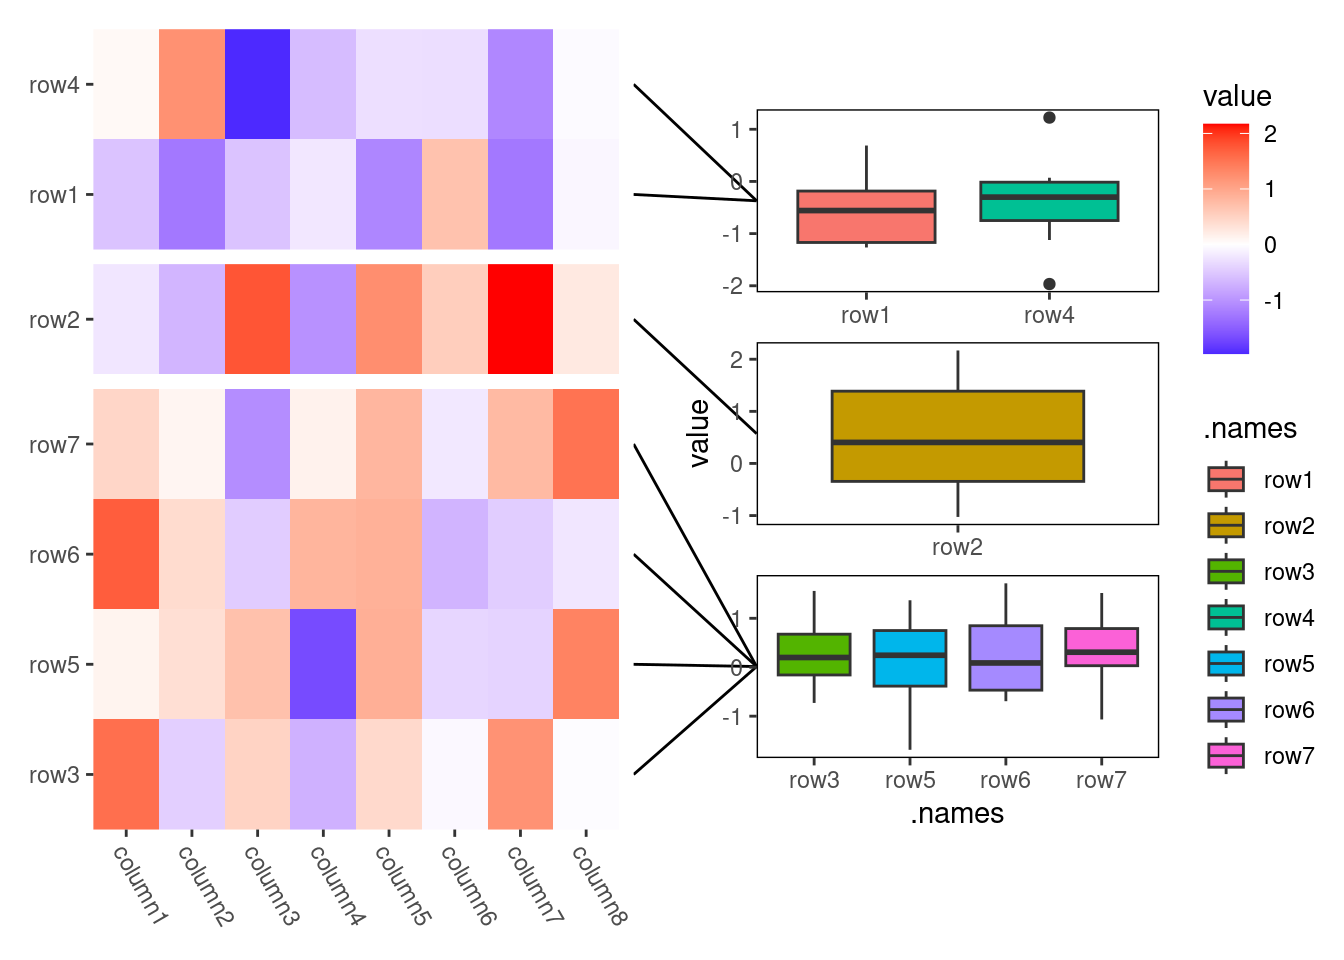 row4
row1
row2
row7
row6
row5
row3
column1
column2
column3
column4
column5
column6
column7
column8
value
1
0
-1
-2
row1
row4
2
1
0
-1
row2
1
0
-1
row3 row5 row6 row7
.names
value
2
1
0
-1
.names
row1
row2
row3
row4
row5
row6
row7